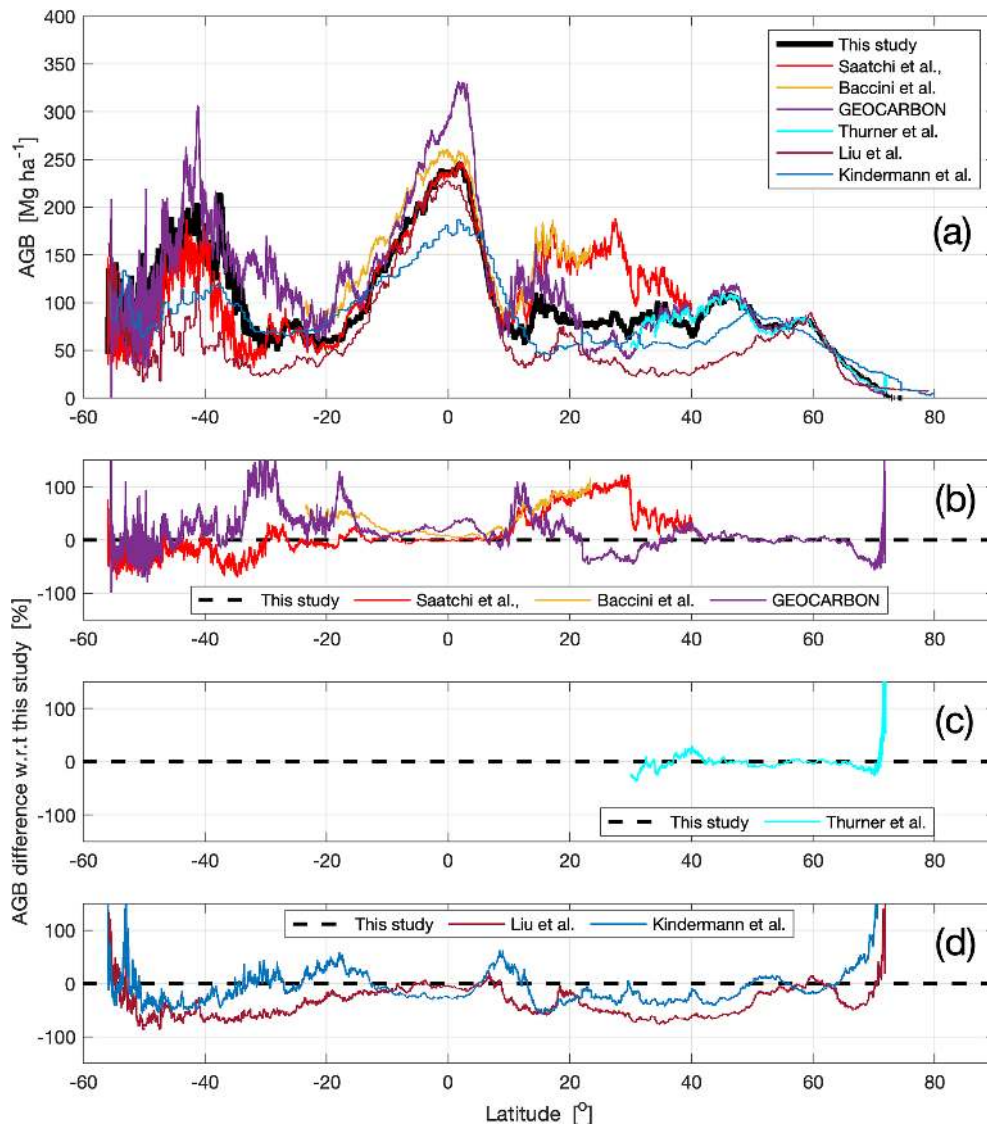 400
350
300
250
200
150
100
50
0
AGB [Mg ha⁻¹]
This study
Saatchi et al.,
Baccini et al.
GEOCARBON
Thurner et al.
Liu et al.
Kindermann et al.
(a)
-60 -40 -20 0 20 40 60 80
100
0
-100
(b)
This study Saatchi et al., Baccini et al. GEOCARBON
-60 -40 -20 0 20 40 60 80
AGB difference w.r.t this study [%]
100
0
-100
(c)
This study Thurner et al.
-60 -40 -20 0 20 40 60 80
100
0
-100
This study Liu et al. Kindermann et al.
(d)
-60 -40 -20 0 20 40 60 80
Latitude [°]